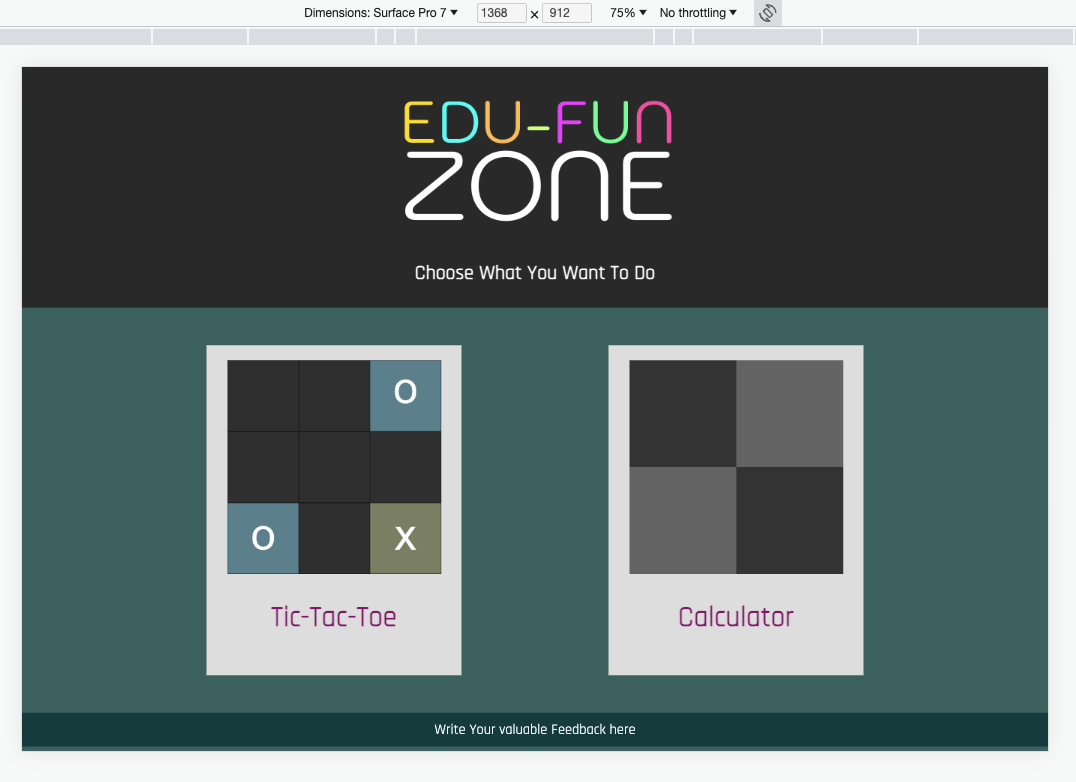 Dimensions: Surface Pro 7 1368 x 912 75% No throttling
EDU-FUN
ZONE
Choose What You Want To Do
O
O X
Tic-Tac-Toe Calculator
Write Your valuable Feedback here